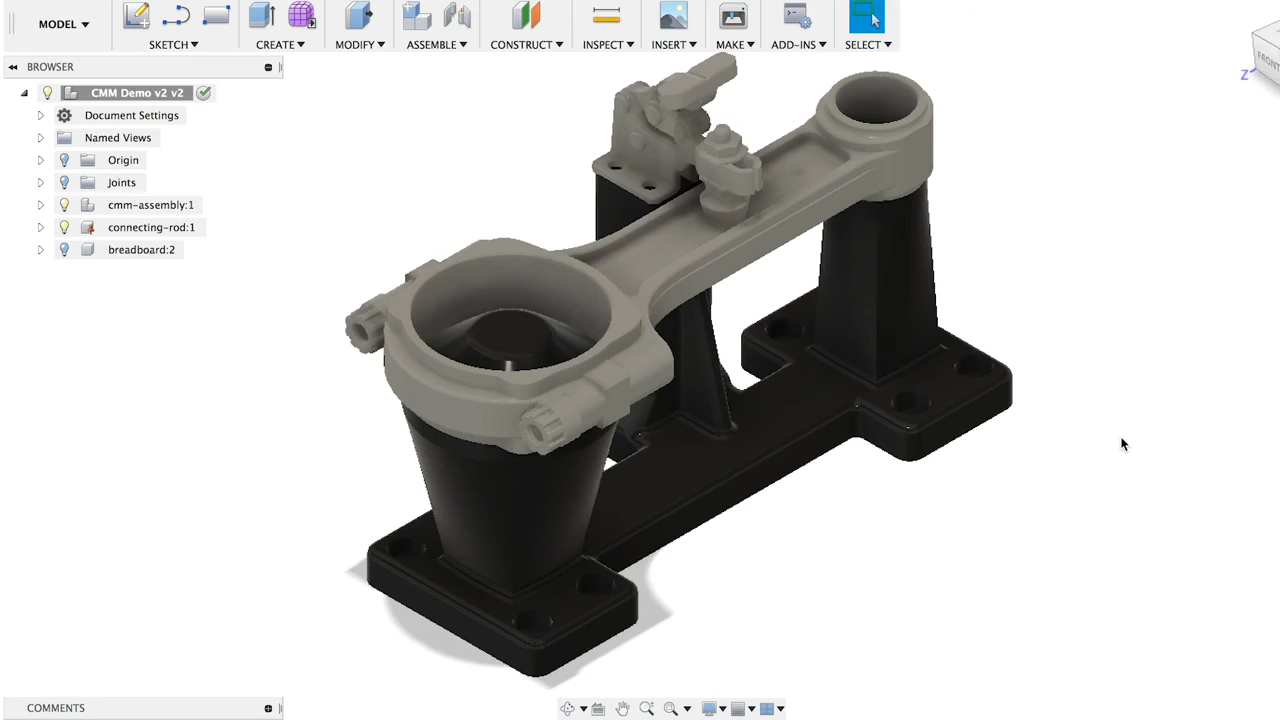 MODEL
SKETCH
CREATE
MODIFY
ASSEMBLE
CONSTRUCT
INSPECT
INSERT
MAKE
ADD-INS
SELECT
BROWSER
CMM Demo v2 v2
Document Settings
Named Views
Origin
Joints
cmm-assembly:1
connecting-rod:1
breadboard:2
FRONT
Z
COMMENTS